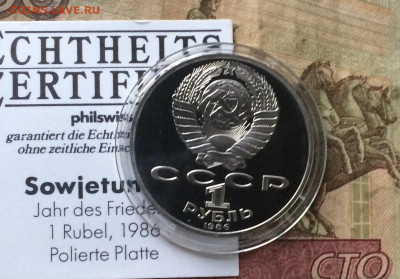 ECHTHEITS
ZERTIFI
philswiss
garantiert die Echth
ohne zeitliche Eins
Sowjetun
Jahr des Friede
1 Rubel, 1986
Polierte Platte
СССР
1
РУБЛЬ
1986
СТО